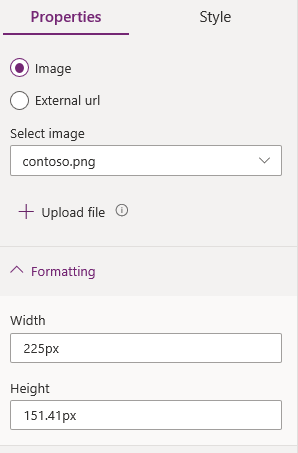 Properties Style
Image
External url
Select image
contoso.png
Upload file
Formatting
Width
225px
Height
151.41px